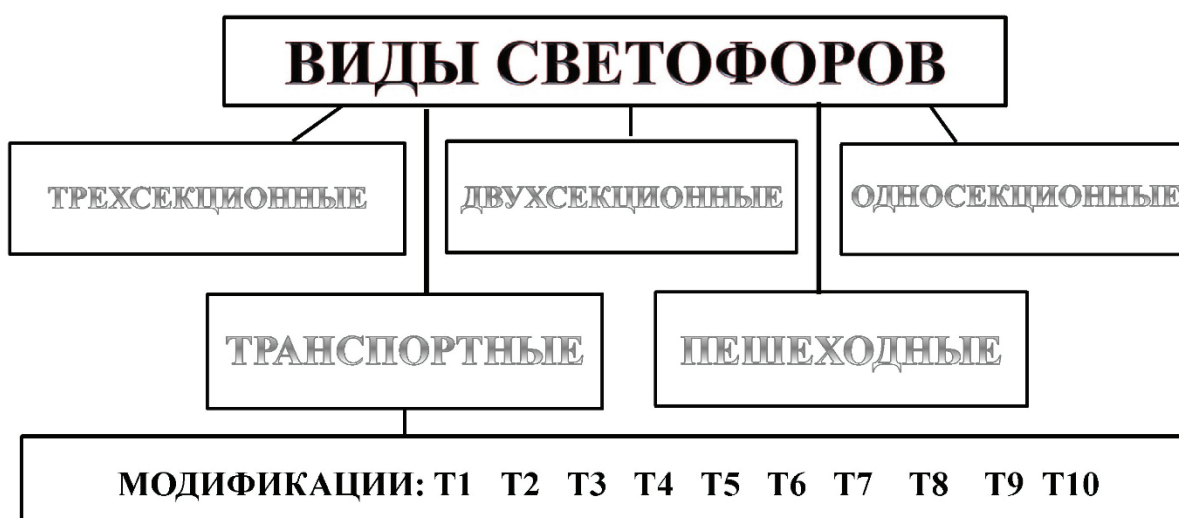 ВИДЫ СВЕТОФОРОВ
ТРЕХСЕКЦИОННЫЕ
ДВУХСЕКЦИОННЫЕ
ОДНОСЕКЦИОННЫЕ
ТРАНСПОРТНЫЕ
ПЕШЕХОДНЫЕ
МОДИФИКАЦИИ: Т1 Т2 Т3 Т4 Т5 Т6 Т7 Т8 Т9 Т10